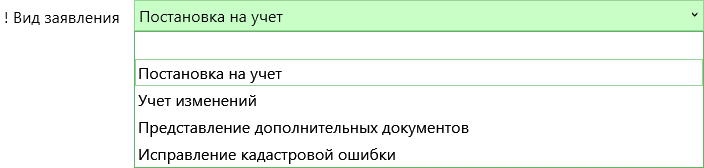 ! Вид заявления Постановка на учет
Постановка на учет
Учет изменений
Представление дополнительных документов
Исправление кадастровой ошибки